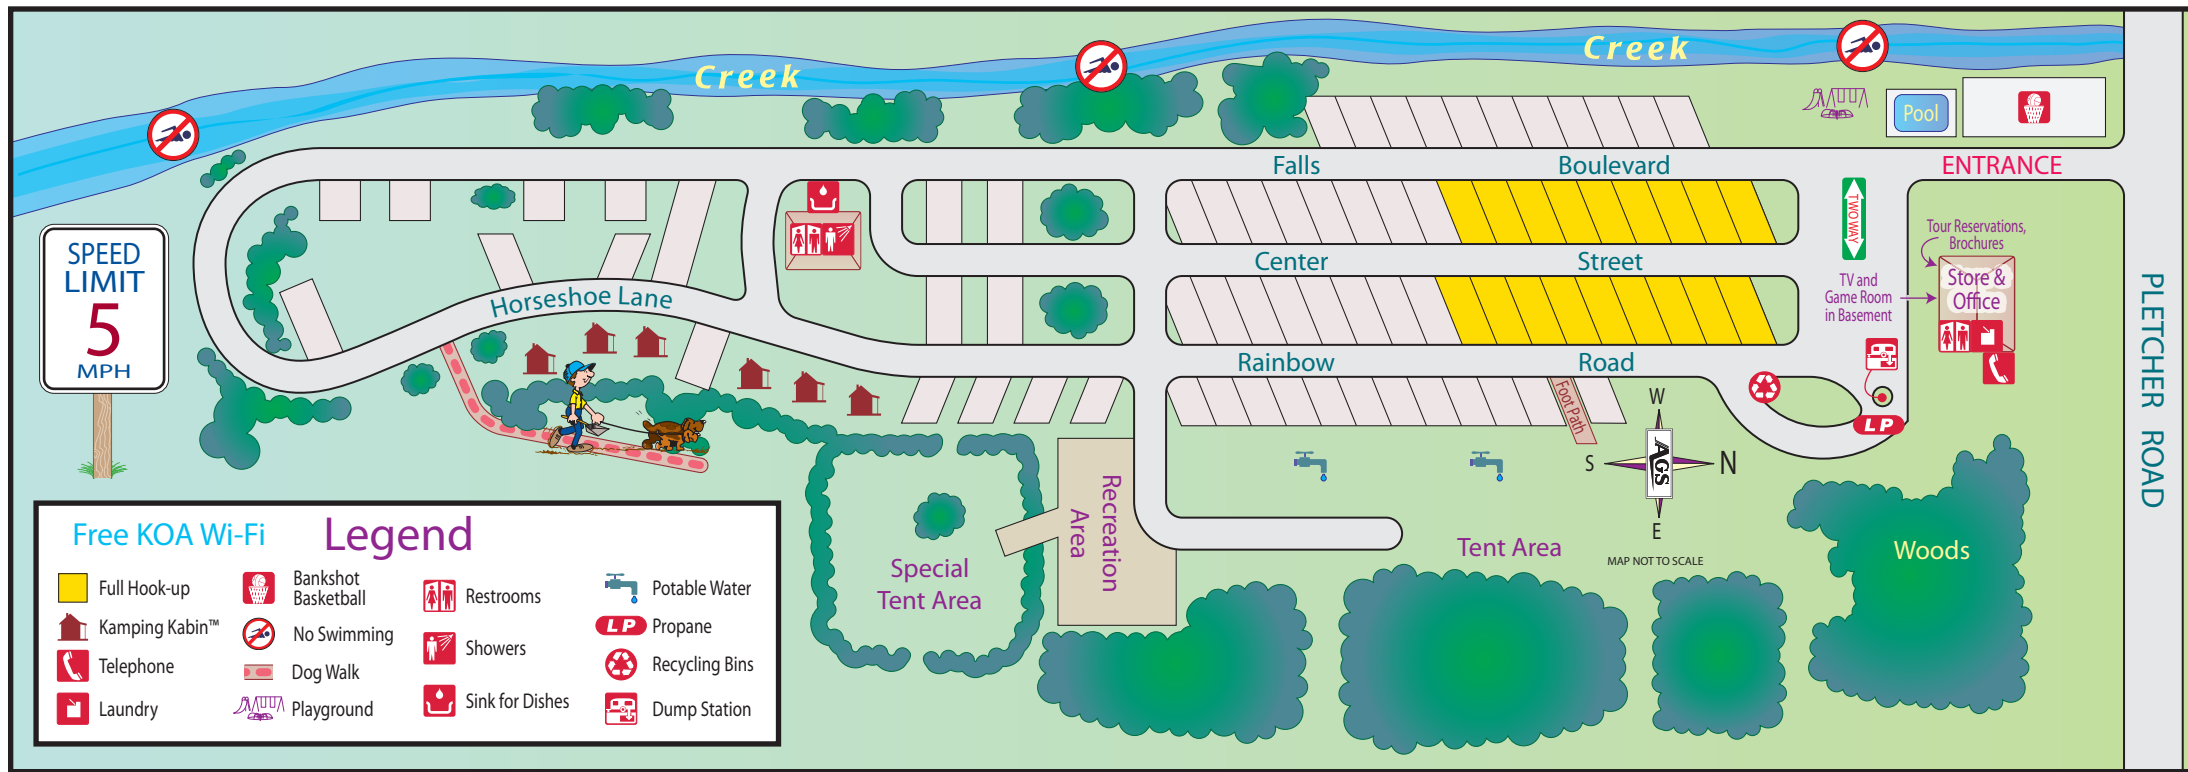 Creek
Creek
Pool
Falls
Boulevard
ENTRANCE
TWO WAY
Tour Reservations,
Brochures
Center
Street
TV and
Game Room
in Basement
Store &
Office
SPEED
LIMIT
5
MPH
Horseshoe Lane
Rainbow
Road
Foot Path
LP
PLETCHER ROAD
W
S
N
E
AGS
MAP NOT TO SCALE
Recreation
Area
Special
Tent Area
Tent Area
Woods
Free KOA Wi-Fi
Legend
Full Hook-up
Kamping Kabin™
Telephone
Laundry
Bankshot
Basketball
No Swimming
Dog Walk
Playground
Restrooms
Showers
Sink for Dishes
Potable Water
LP
Propane
Recycling Bins
Dump Station